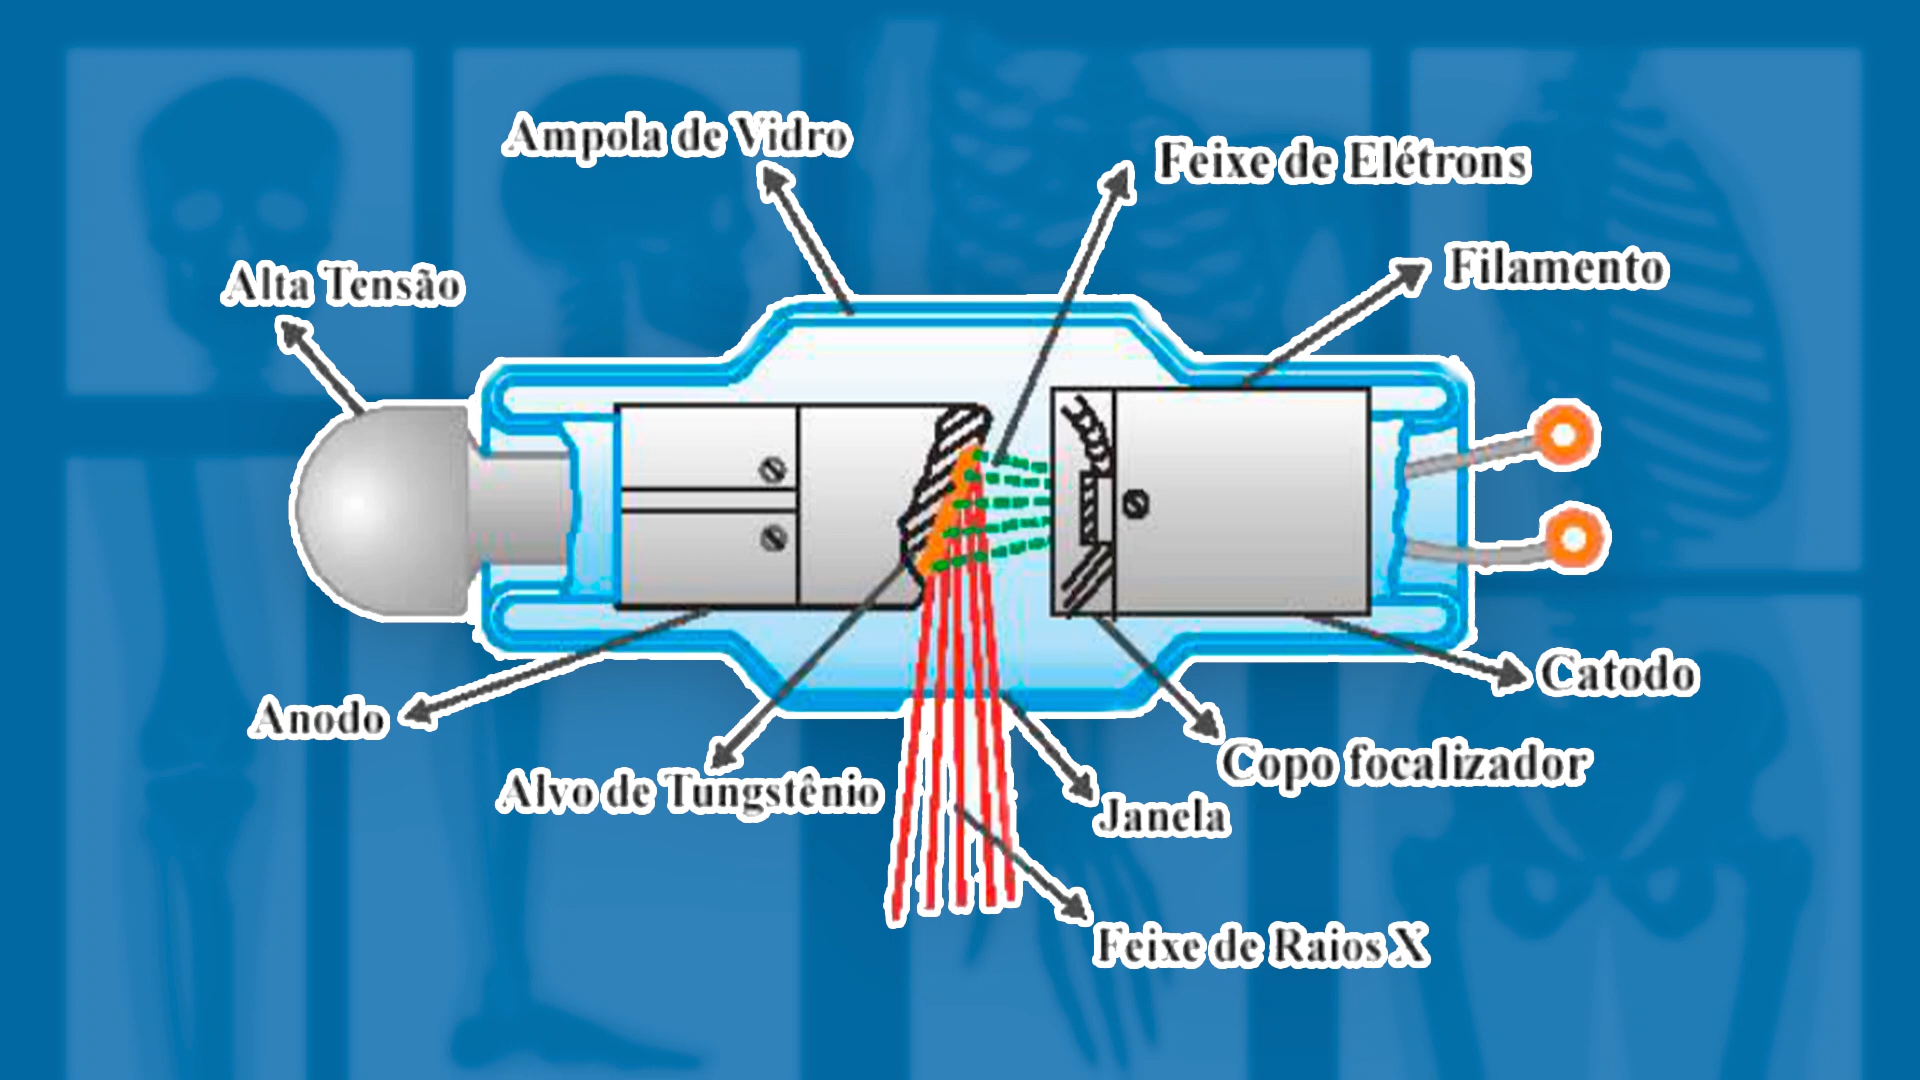 Ampola de Vidro
Feixe de Elétrons
Alta Tensão
Filamento
Anodo
Catodo
Alvo de Tungstênio
Copo focalizador
Janela
Feixe de Raios X